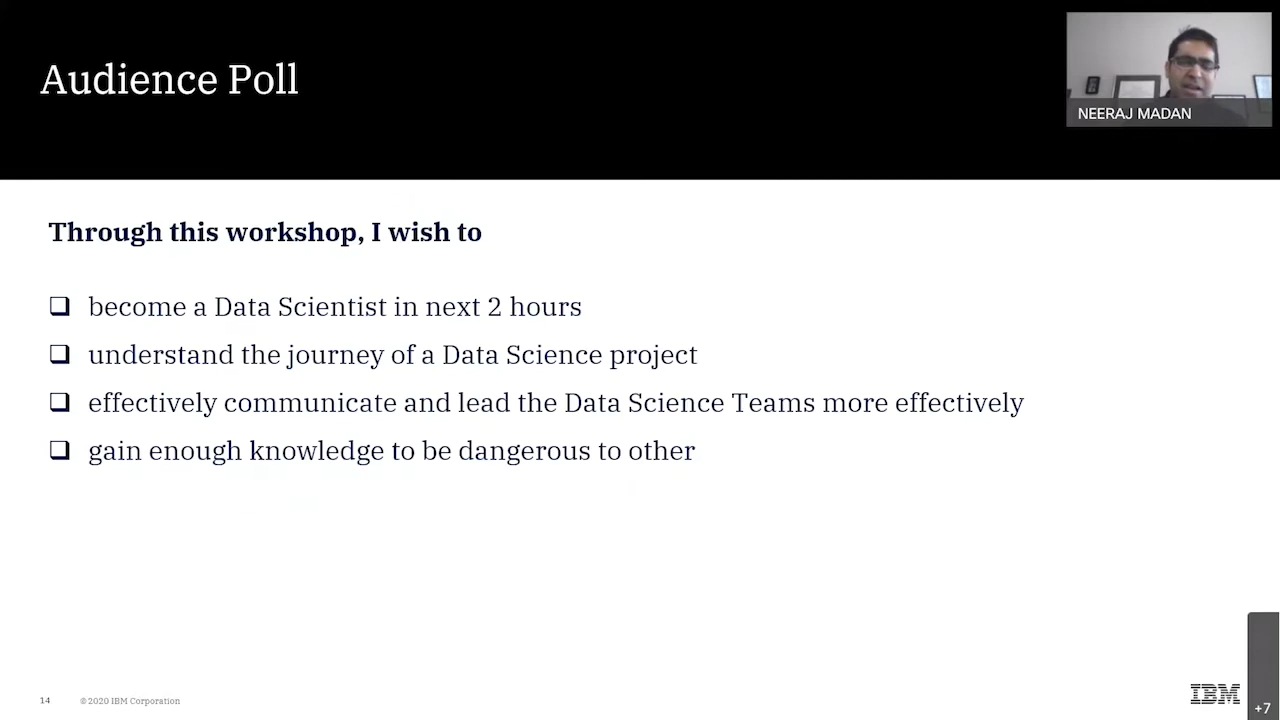 Audience Poll
NEERAJ MADAN
Through this workshop, I wish to
❑ become a Data Scientist in next 2 hours
❑ understand the journey of a Data Science project
❑ effectively communicate and lead the Data Science Teams more effectively
❑ gain enough knowledge to be dangerous to other
14 © 2020 IBM Corporation
IBM
+7